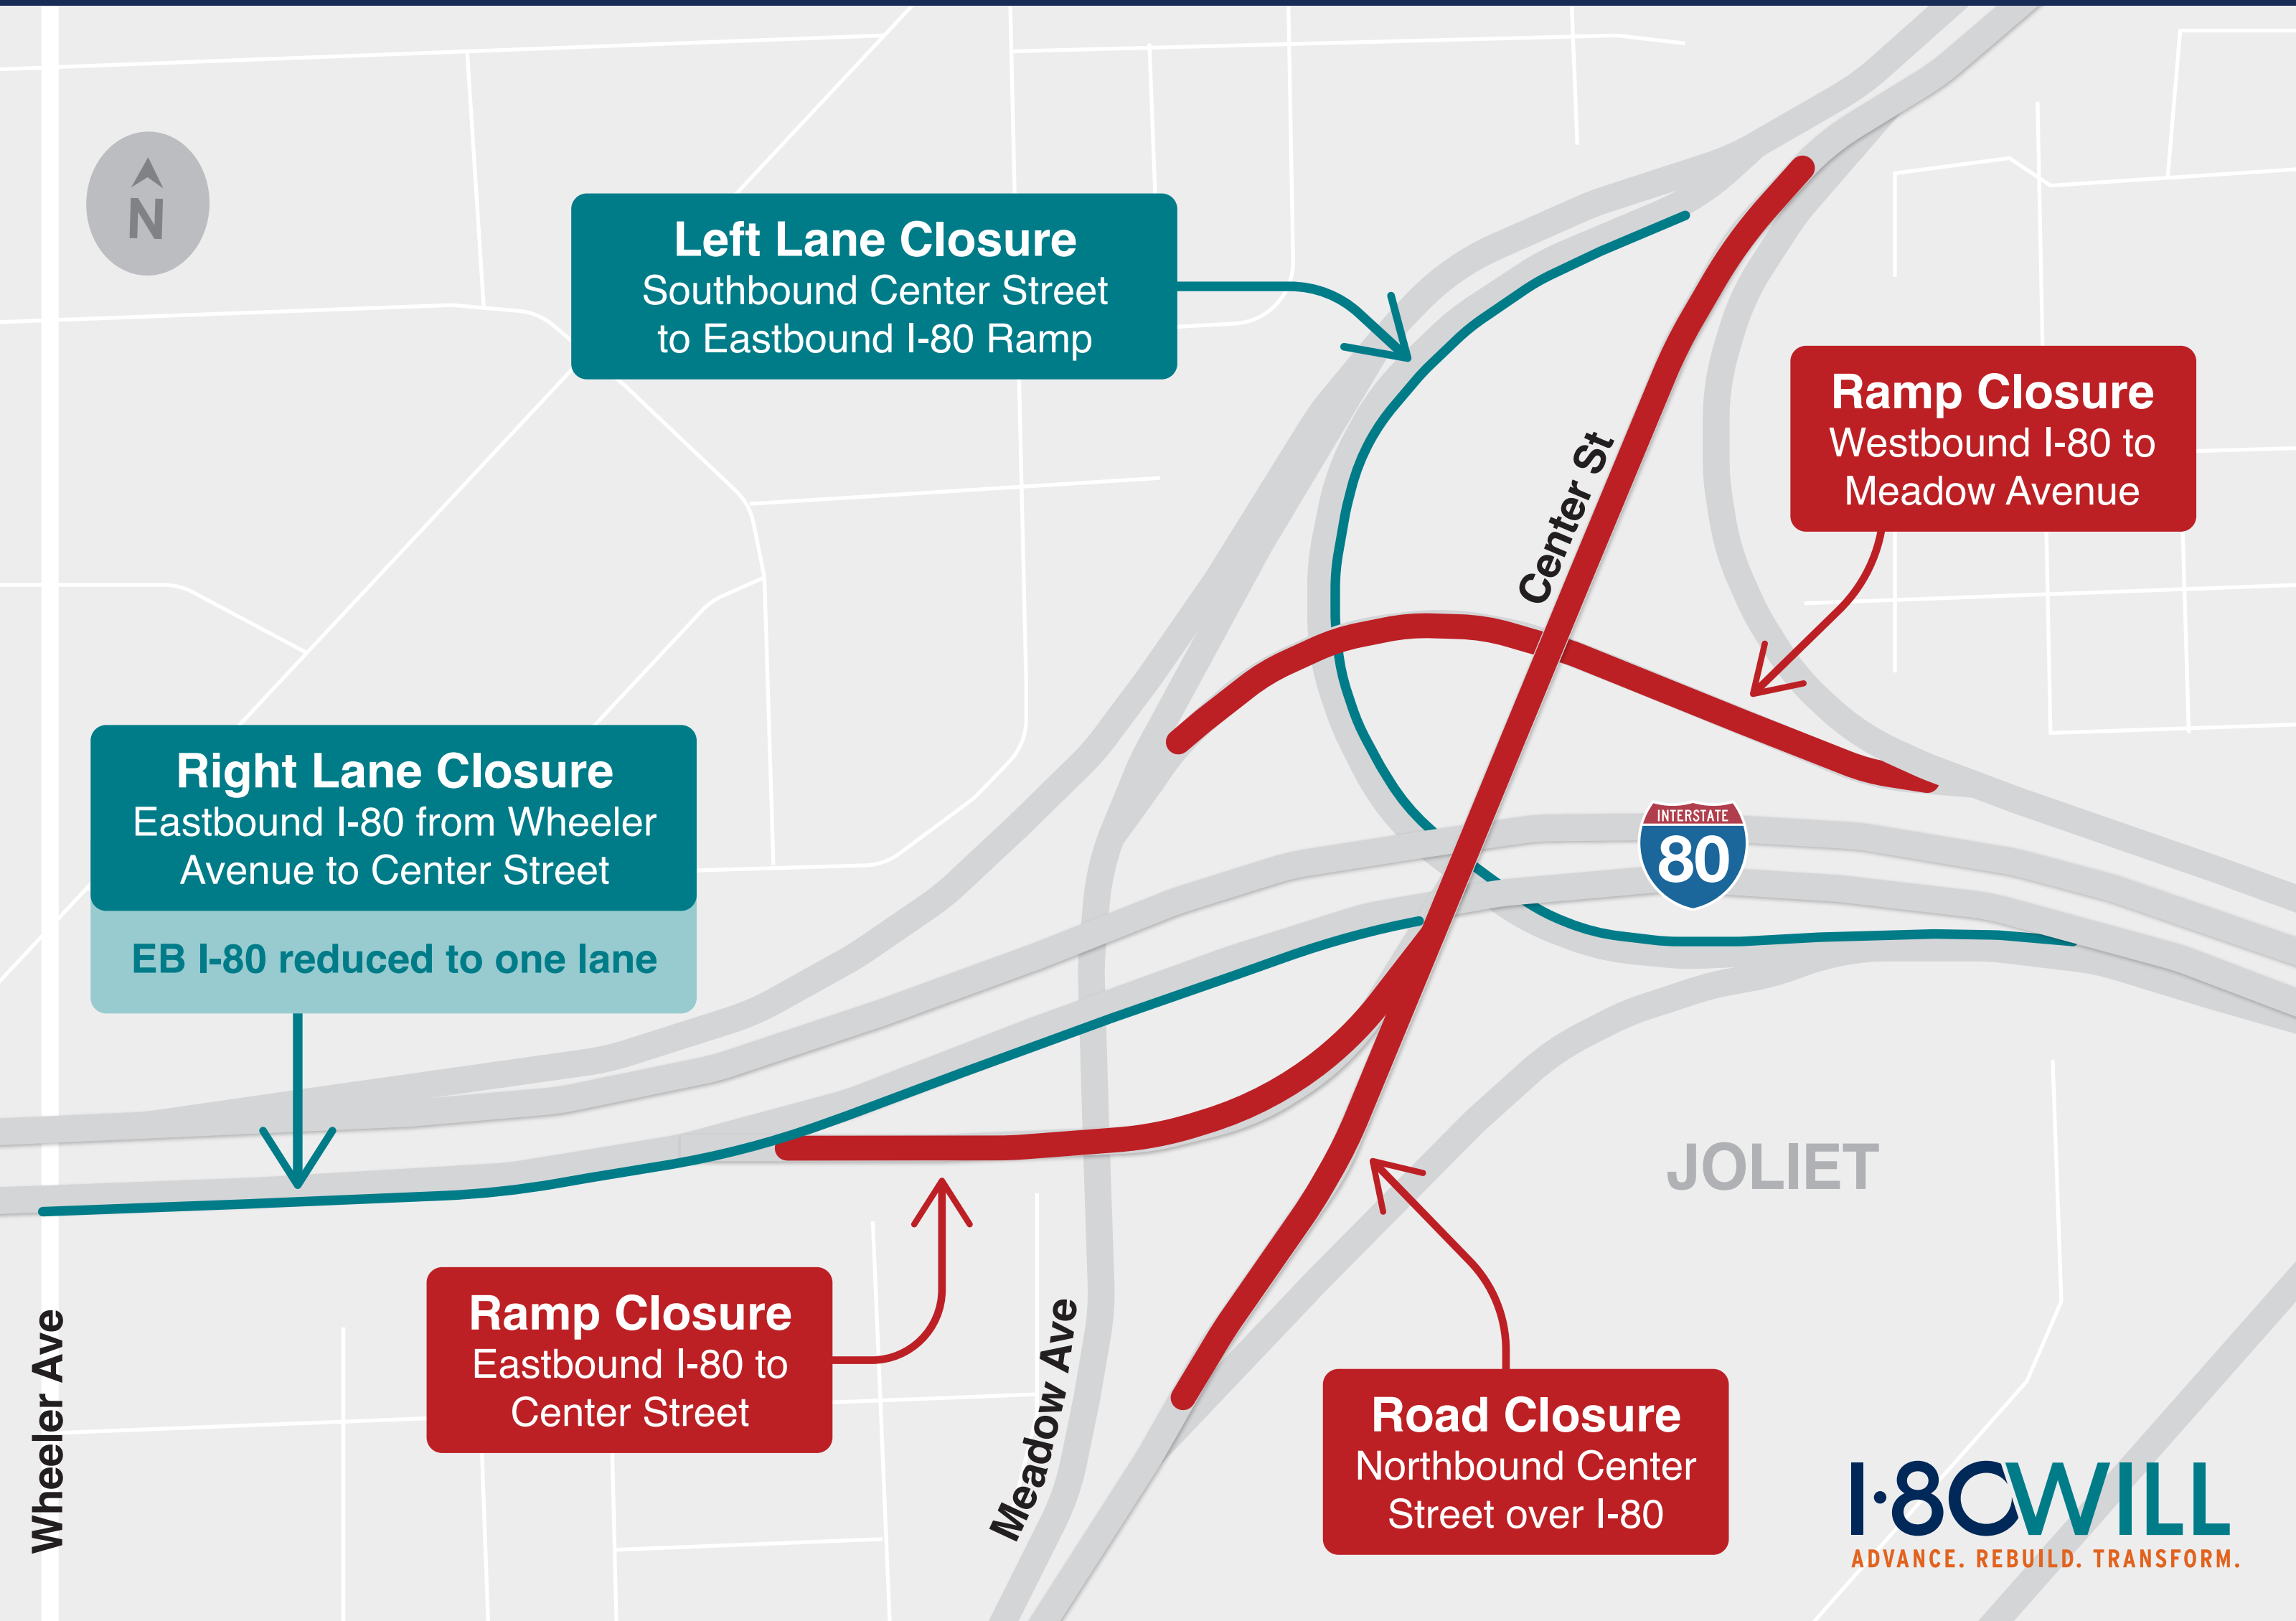 N
Left Lane Closure
Southbound Center Street
to Eastbound I-80 Ramp
Ramp Closure
Westbound I-80 to
Meadow Avenue
Center St
Right Lane Closure
Eastbound I-80 from Wheeler
Avenue to Center Street
EB I-80 reduced to one lane
INTERSTATE
80
JOLIET
Ramp Closure
Eastbound I-80 to
Center Street
Wheeler Ave
Meadow Ave
Road Closure
Northbound Center
Street over I-80
I·80WILL
ADVANCE. REBUILD. TRANSFORM.